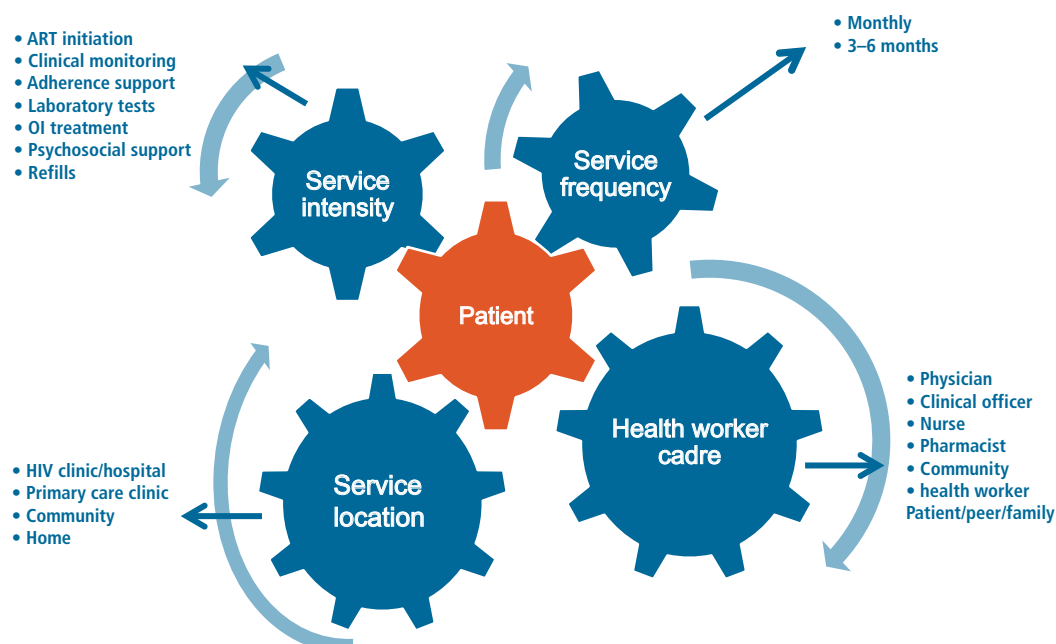 • ART initiation
• Clinical monitoring
• Adherence support
• Laboratory tests
• OI treatment
• Psychosocial support
• Refills
Service
intensity
• Monthly
• 3–6 months
Service
frequency
Patient
• HIV clinic/hospital
• Primary care clinic
• Community
• Home
Service
location
Health worker
cadre
• Physician
• Clinical officer
• Nurse
• Pharmacist
• Community
• health worker
Patient/peer/family